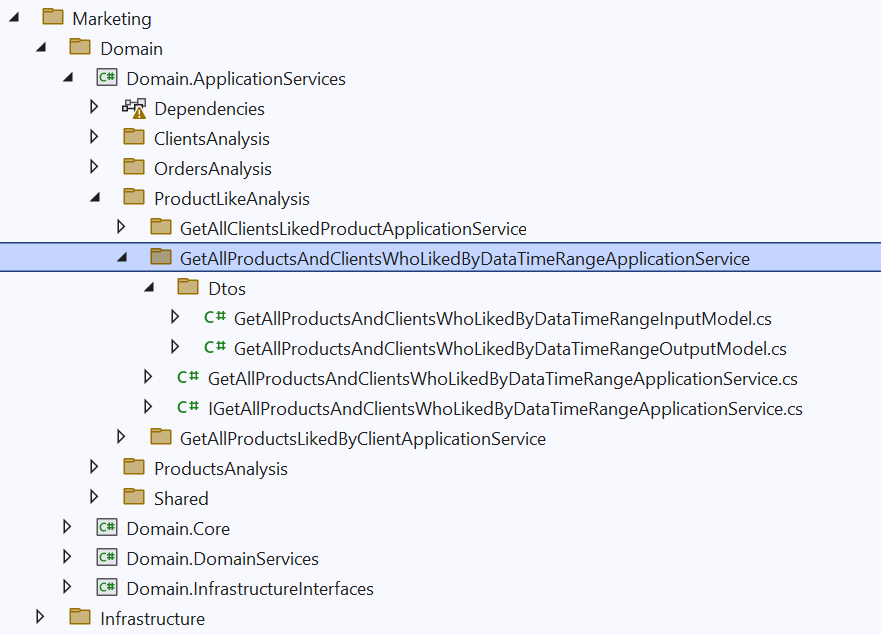 Marketing
Domain
C# Domain.ApplicationServices
Dependencies
ClientsAnalysis
OrdersAnalysis
ProductLikeAnalysis
GetAllClientsLikedProductApplicationService
GetAllProductsAndClientsWhoLikedByDataTimeRangeApplicationService
Dtos
C# GetAllProductsAndClientsWhoLikedByDataTimeRangeInputModel.cs
C# GetAllProductsAndClientsWhoLikedByDataTimeRangeOutputModel.cs
C# GetAllProductsAndClientsWhoLikedByDataTimeRangeApplicationService.cs
C# IGetAllProductsAndClientsWhoLikedByDataTimeRangeApplicationService.cs
GetAllProductsLikedByClientApplicationService
ProductsAnalysis
Shared
C# Domain.Core
C# Domain.DomainServices
C# Domain.InfrastructureInterfaces
Infrastructure